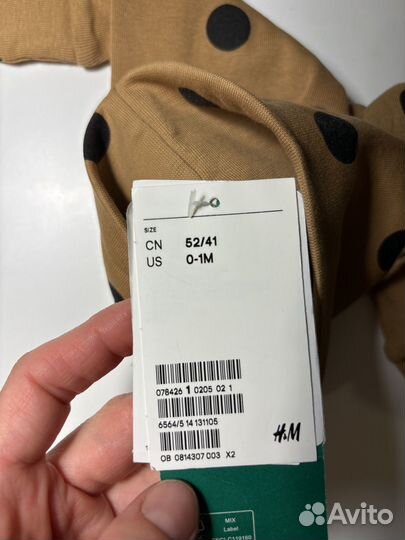 SIZE
CN 52/41
US 0-1M
078426 1 0205 02 1
6564/5 14 131105
H&M
OB 0814307 003 X2
MIX
Label
Avito